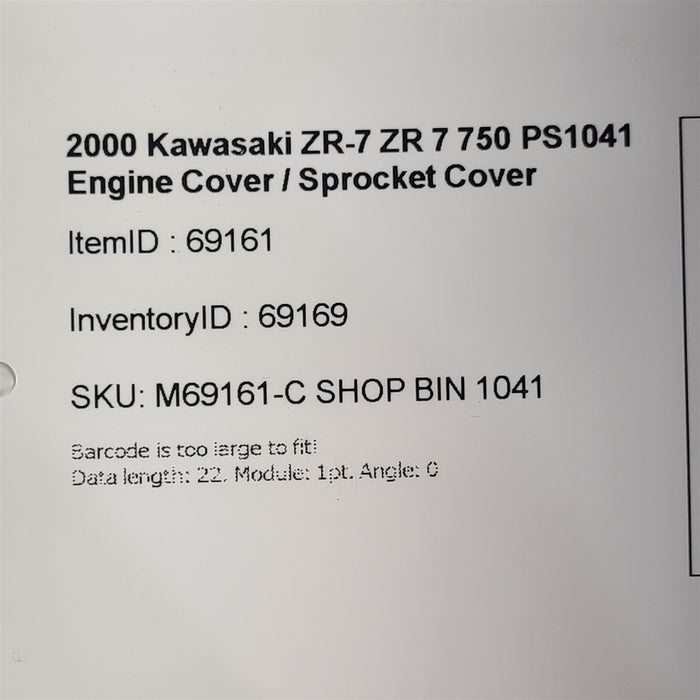 2000 Kawasaki ZR-7 ZR 7 750 PS1041
Engine Cover / Sprocket Cover
ItemID : 69161
InventoryID : 69169
SKU: M69161-C SHOP BIN 1041
Barcode is too large to fit!
Data length: 22, Module: 1pt. Angle: 0